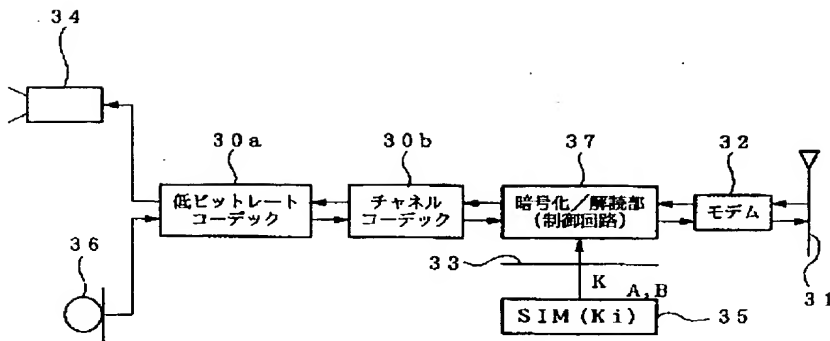 34
30a
30b
37
32
低ビットレート
コーデック
チャネル
コーデック
暗号化/解読部
(制御回路)
モデム
36
33
K
A,B
31
SIM(Ki)
35